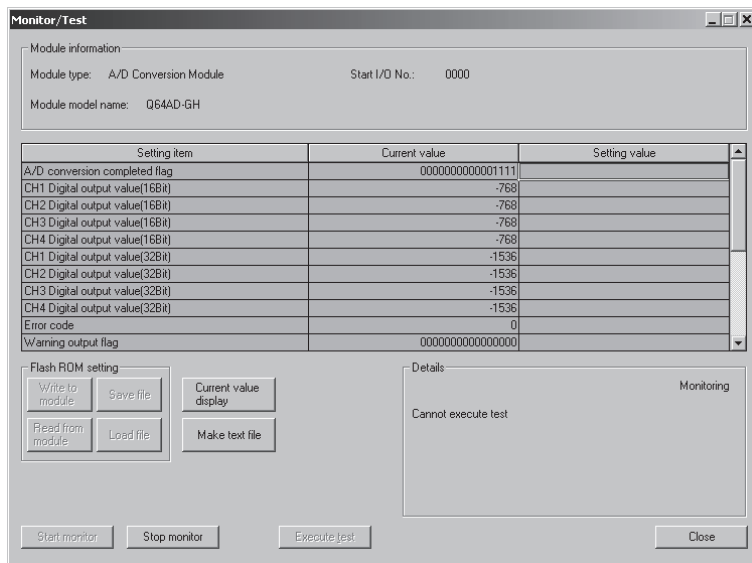 Monitor/Test
Module information
Module type: A/D Conversion Module Start I/O No.: 0000
Module model name: Q64AD-GH
Setting item Current value Setting value
A/D conversion completed flag 0000000000001111
CH1 Digital output value(16Bit) -768
CH2 Digital output value(16Bit) -768
CH3 Digital output value(16Bit) -768
CH4 Digital output value(16Bit) -768
CH1 Digital output value(32Bit) -1536
CH2 Digital output value(32Bit) -1536
CH3 Digital output value(32Bit) -1536
CH4 Digital output value(32Bit) -1536
Error code 0
Warning output flag 0000000000000000
Flash ROM setting
Write to module
Save file
Current value display
Read from module
Load file
Make text file
Details
Monitoring
Cannot execute test
Start monitor Stop monitor Execute test Close